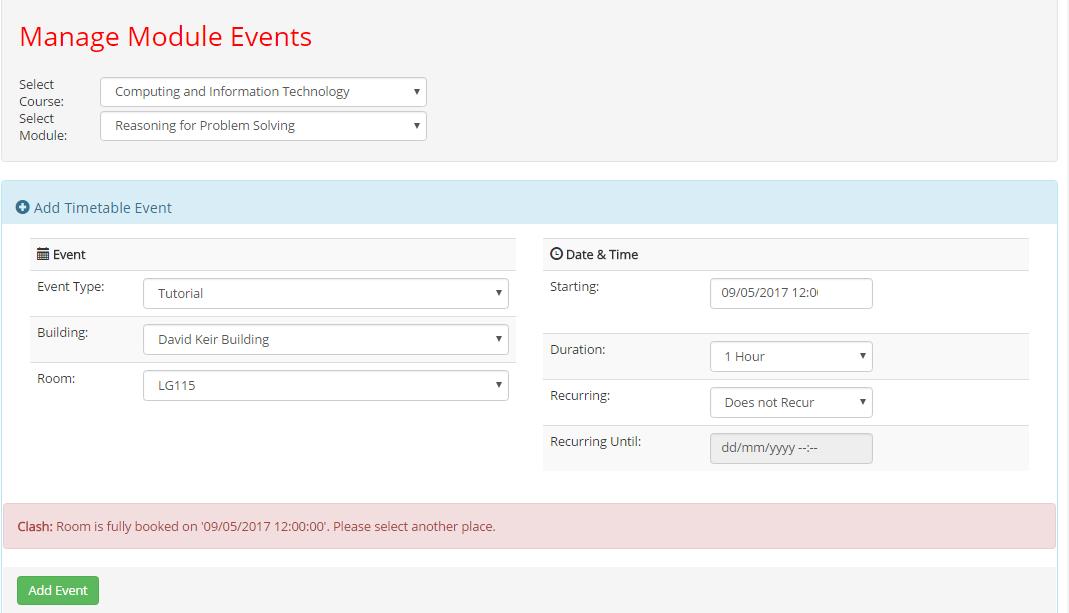 Manage Module Events
Select
Course:
Computing and Information Technology
Select
Module:
Reasoning for Problem Solving
Add Timetable Event
Event
Event Type:
Tutorial
Building:
David Keir Building
Room:
LG115
Date & Time
Starting:
09/05/2017 12:0
Duration:
1 Hour
Recurring:
Does not Recur
Recurring Until:
dd/mm/yyyy --:--
Clash: Room is fully booked on '09/05/2017 12:00:00'. Please select another place.
Add Event